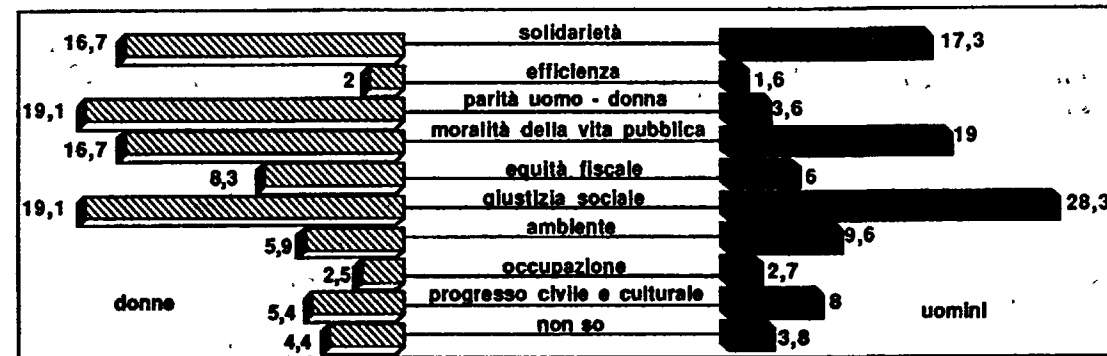 16,7 solidarietà 17,3
2 efficienza 1,6
19,1 parità uomo - donna 3,6
16,7 moralità della vita pubblica 19
8,3 equità fiscale 6
19,1 giustizia sociale 28,3
5,9 ambiente 9,6
2,5 occupazione 2,7
donne 5,4 progresso civile e culturale 8 uomini
4,4 non so 3,8